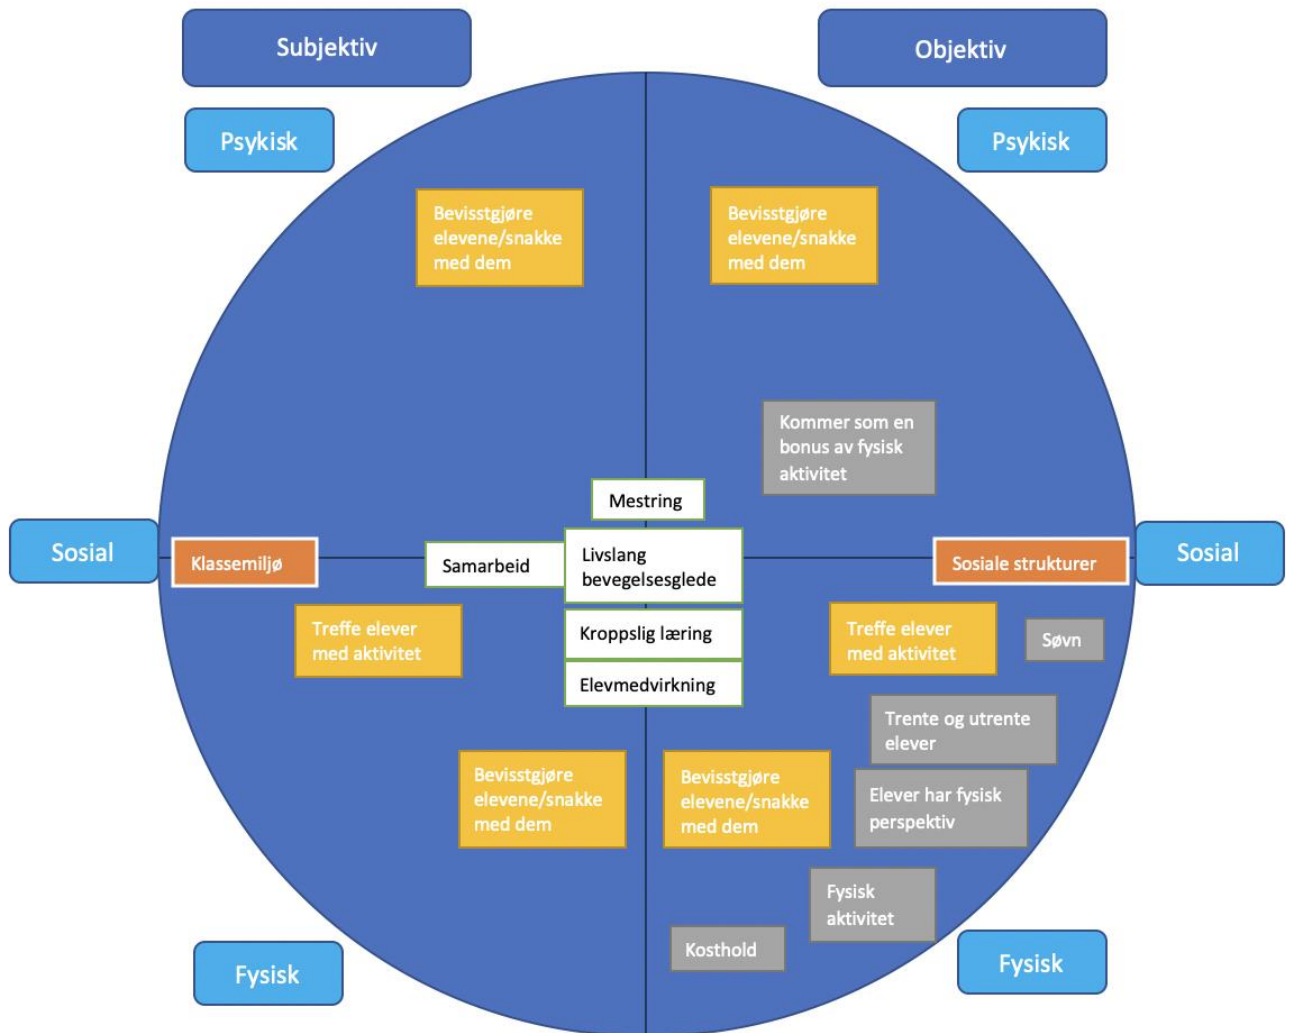 Subjektiv
Objektiv
Psykisk
Psykisk
Bevisstgjøre
elevene/snakke
med dem
Bevisstgjøre
elevene/snakke
med dem
Kommer som en
bonus av fysisk
aktivitet
Mestring
Sosial
Klassemiljø
Samarbeid
Livslang
bevegelsesglede
Sosiale strukturer
Sosial
Treffe elever
med aktivitet
Kroppslig læring
Elevmedvirkning
Treffe elever
med aktivitet
Søvn
Trente og utrente
elever
Bevisstgjøre
elevene/snakke
med dem
Bevisstgjøre
elevene/snakke
med dem
Elever har fysisk
perspektiv
Fysisk
aktivitet
Kosthold
Fysisk
Fysisk